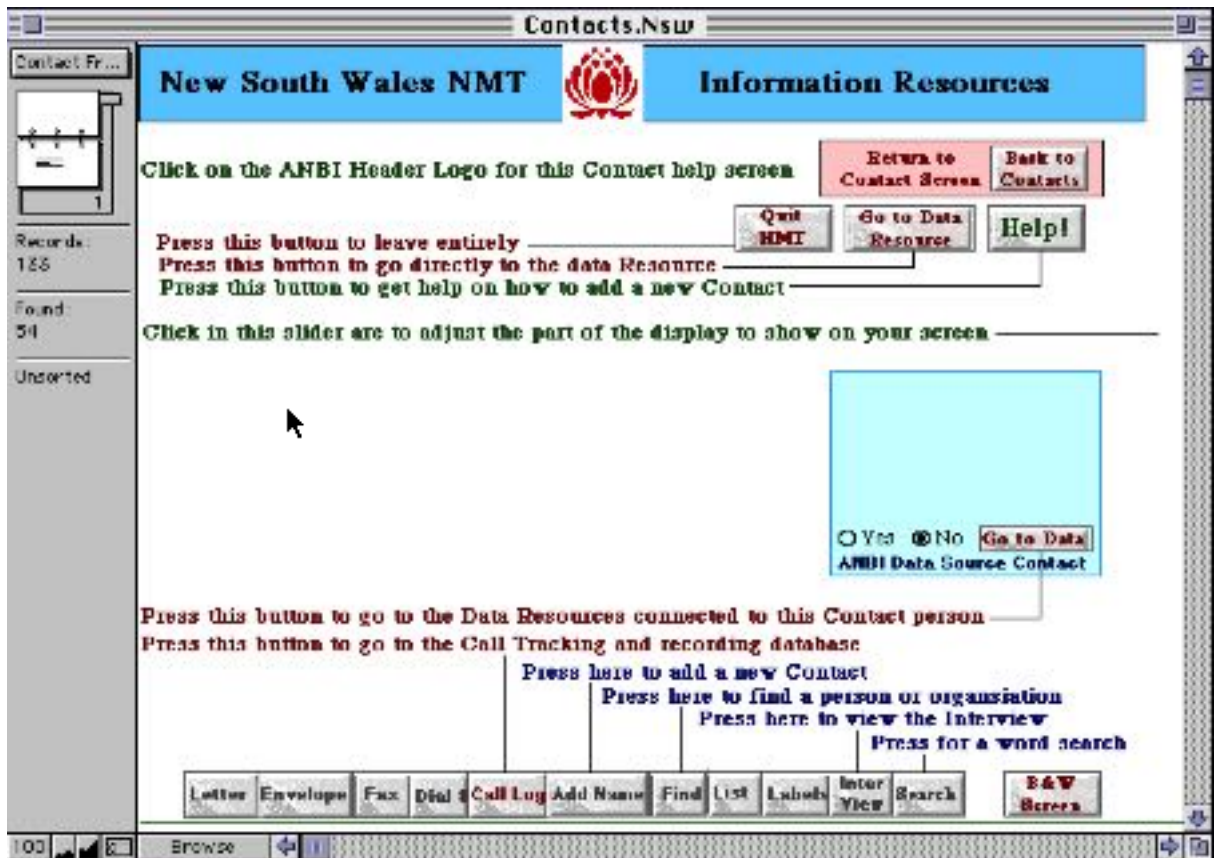 Contacts.Nsw
Contact Fr...
New South Wales NMT Information Resources
1
Records:
133
Found:
54
Unsorted
Click on the ANBI Header Logo for this Contact help screen
Return to
Contact Screen
Back to
Contacts
Quit
NMT
Go to Data
Resource
Help!
Press this button to leave entirely
Press this button to go directly to the data Resource
Press this button to get help on how to add a new Contact
Click in this slider are to adjust the part of the display to show on your screen
Yes No Go to Data
ANBI Data Source Contact
Press this button to go to the Data Resources connected to this Contact person
Press this button to go to the Call Tracking and recording database
Press here to add a new Contact
Press here to find a person or organsiation
Press here to view the Interview
Press for a word search
Letter Envelope Fax Dial Call Log Add Name Find List Labels Inter View Search
B&W
Screen
100 Browse